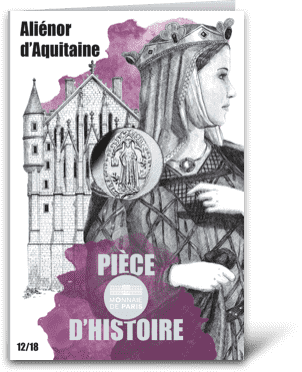 Aliénor
d'Aquitaine
PIÈCE
MONNAIE
DE PARIS
D'HISTOIRE
12/18